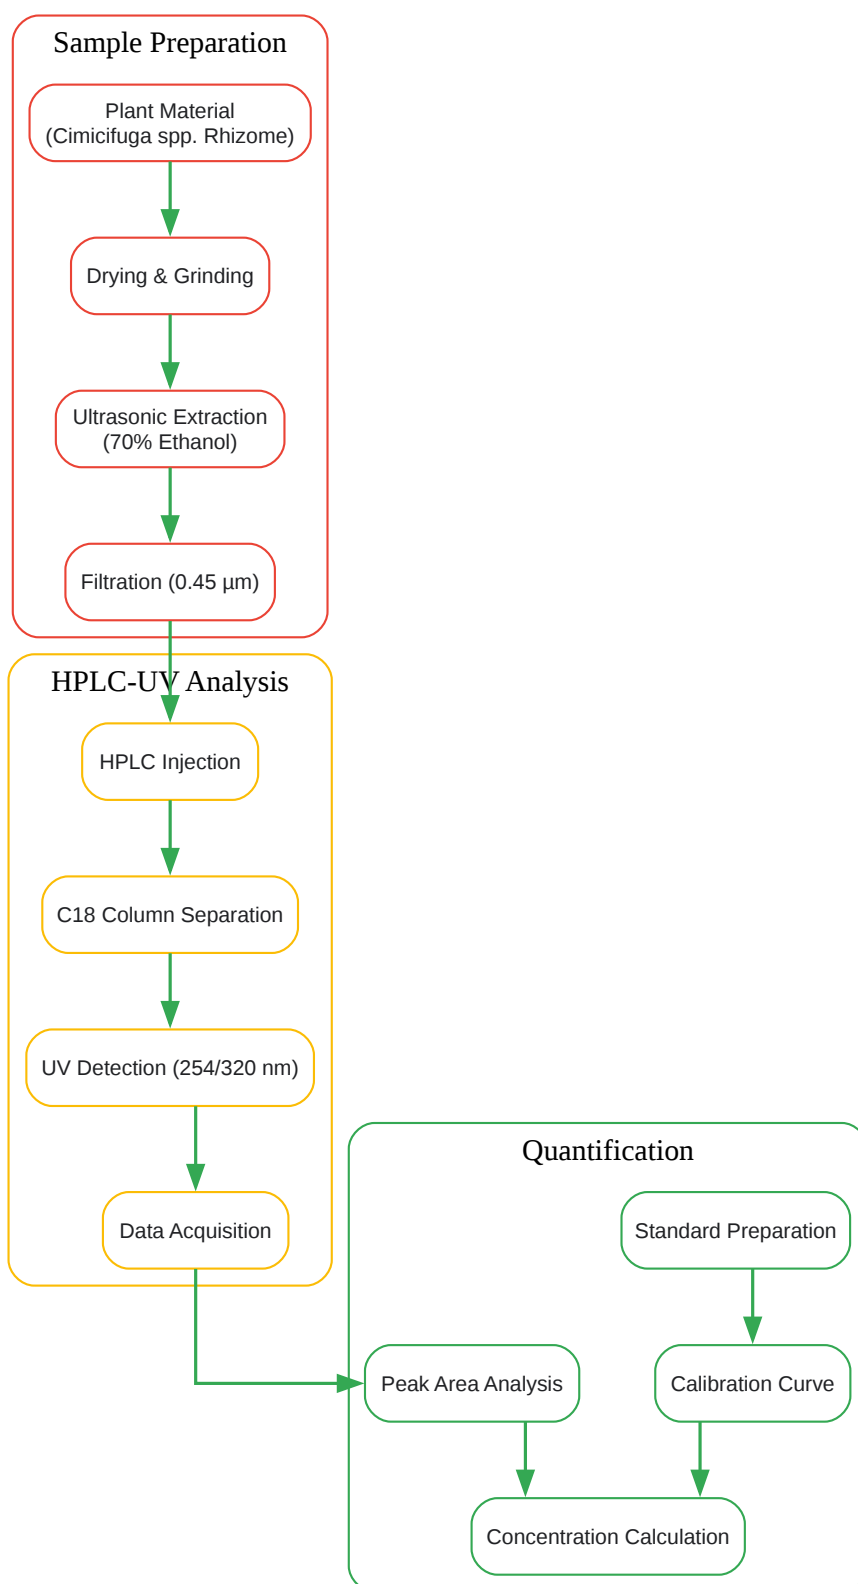 Sample Preparation
Plant Material
(Cimicifuga spp. Rhizome)
Drying & Grinding
Ultrasonic Extraction
(70% Ethanol)
Filtration (0.45 µm)
HPLC-UV Analysis
HPLC Injection
C18 Column Separation
UV Detection (254/320 nm)
Data Acquisition
Quantification
Standard Preparation
Peak Area Analysis
Calibration Curve
Concentration Calculation